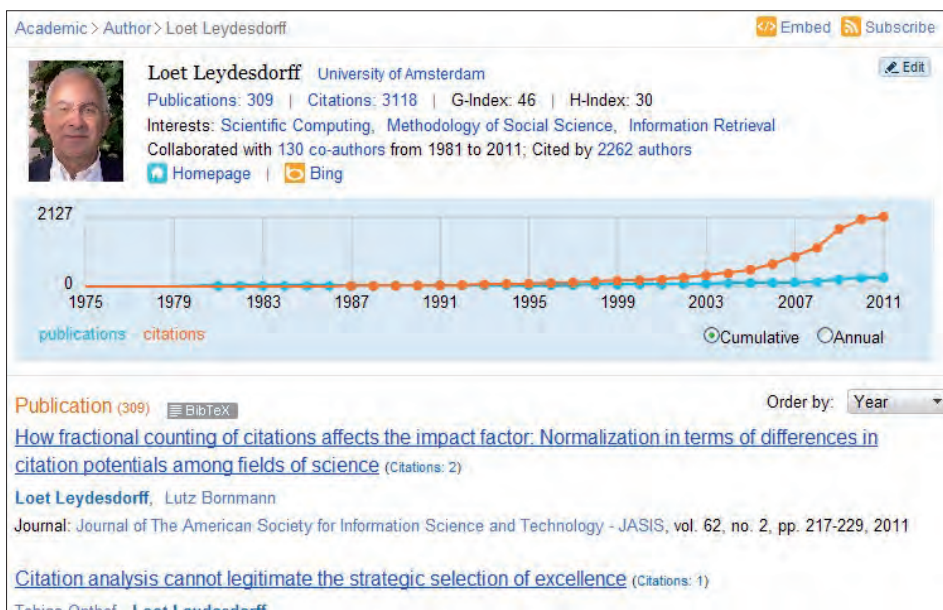 Academic > Author > Loet Leydesdorff
Embed Subscribe
Loet Leydesdorff University of Amsterdam
Edit
Publications: 309 | Citations: 3118 | G-Index: 46 | H-Index: 30
Interests: Scientific Computing, Methodology of Social Science, Information Retrieval
Collaborated with 130 co-authors from 1981 to 2011; Cited by 2262 authors
Homepage | Bing
2127
0
1975 1979 1983 1987 1991 1995 1999 2003 2007 2011
publications citations
Cumulative Annual
Publication (309) BibTeX
Order by: Year
How fractional counting of citations affects the impact factor: Normalization in terms of differences in
citation potentials among fields of science (Citations: 2)
Loet Leydesdorff, Lutz Bornmann
Journal: Journal of The American Society for Information Science and Technology - JASIS, vol. 62, no. 2, pp. 217-229, 2011
Citation analysis cannot legitimate the strategic selection of excellence (Citations: 1)
Tobias Opthof, Loet Leydesdorff